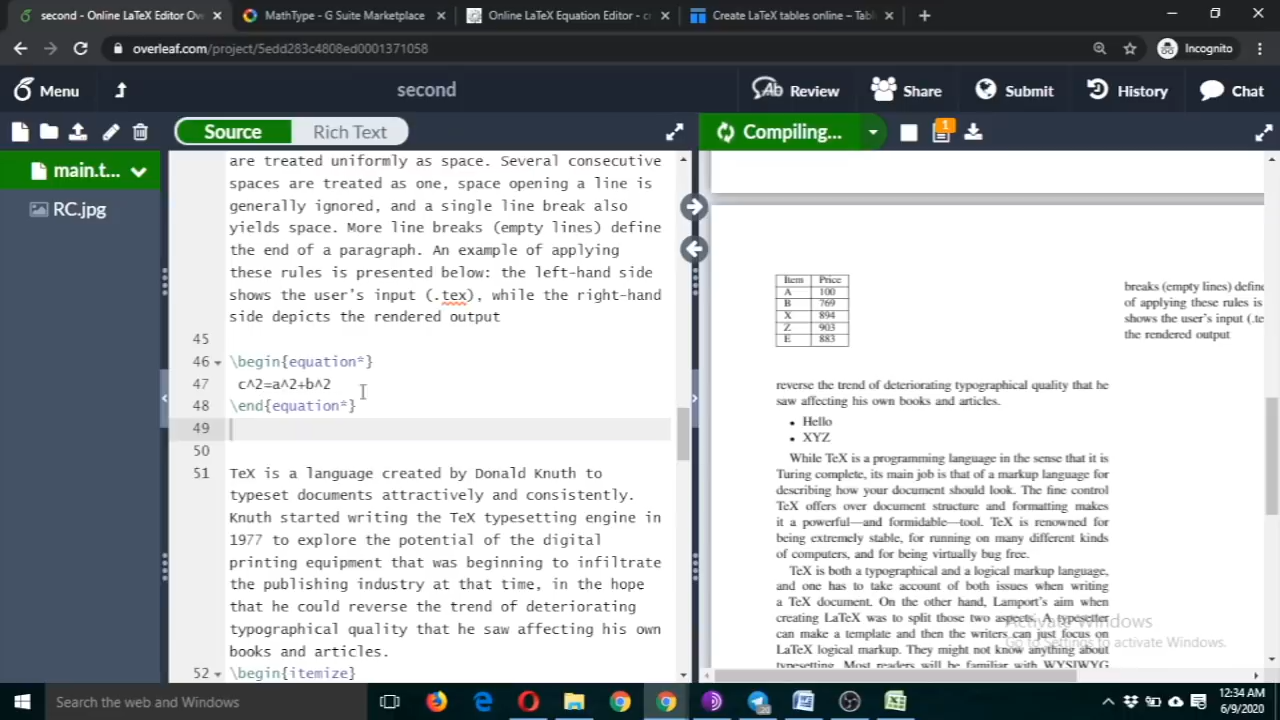 second - Online LaTeX Editor Ov
MathType - G Suite Marketplace
Online LaTeX Equation Editor - c
Create LaTeX tables online – Tab
overleaf.com/project/5edd283c4808ed0001371058
Incognito
Menu
second
Review
Share
Submit
History
Chat
Source
Rich Text
Compiling...
1
main.t...
RC.jpg
are treated uniformly as space. Several consecutive
spaces are treated as one, space opening a line is
generally ignored, and a single line break also
yields space. More line breaks (empty lines) define
the end of a paragraph. An example of applying
these rules is presented below: the left-hand side
shows the user's input (.tex), while the right-hand
side depicts the rendered output
45
46 \begin{equation*}
47 c^2=a^2+b^2
48 \end{equation*}
49
50
51 TeX is a language created by Donald Knuth to
typeset documents attractively and consistently.
Knuth started writing the TeX typesetting engine in
1977 to explore the potential of the digital
printing equipment that was beginning to infiltrate
the publishing industry at that time, in the hope
that he could reverse the trend of deteriorating
typographical quality that he saw affecting his own
books and articles.
52 \begin{itemize}
Item Price
A 100
B 769
X 894
Z 903
E 883
breaks (empty lines) define
of applying these rules is
shows the user's input (.te
the rendered output
reverse the trend of deteriorating typographical quality that he
saw affecting his own books and articles.
• Hello
• XYZ
While TeX is a programming language in the sense that it is
Turing complete, its main job is that of a markup language for
describing how your document should look. The fine control
TeX offers over document structure and formatting makes
it a powerful—and formidable—tool. TeX is renowned for
being extremely stable, for running on many different kinds
of computers, and for being virtually bug free.
TeX is both a typographical and a logical markup language,
and one has to take account of both issues when writing
a TeX document. On the other hand, Lamport's aim when
creating LaTeX was to split those two aspects. A typesetter
can make a template and then the writers can just focus on
LaTeX logical markup. They might not know anything about
typesetting. Most readers will be familiar with WYSIWYG
Activate Windows
Go to Settings to activate Windows.
Search the web and Windows
12:34 AM
6/9/2020